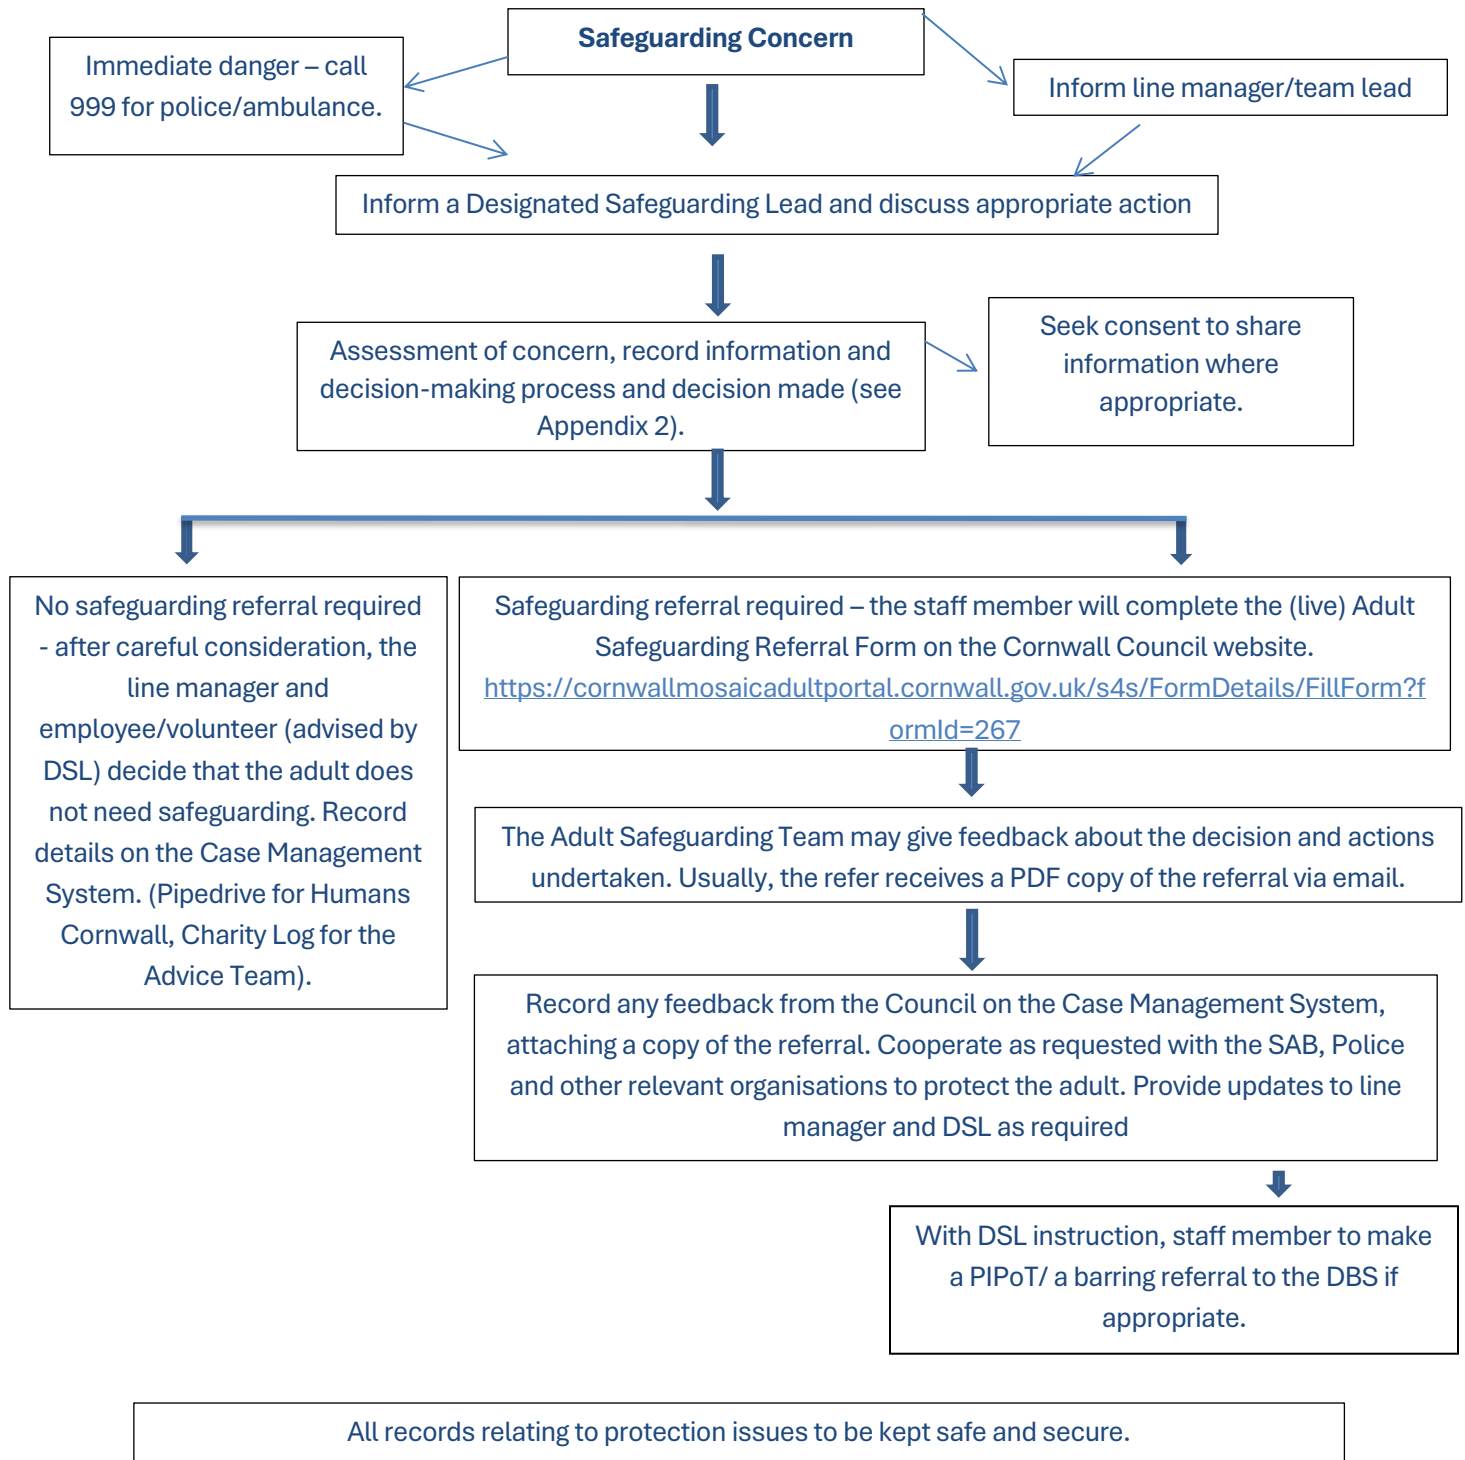 Safeguarding Concern
Immediate danger – call
999 for police/ambulance.
Inform line manager/team lead
Inform a Designated Safeguarding Lead and discuss appropriate action
Assessment of concern, record information and
decision-making process and decision made (see
Appendix 2).
Seek consent to share
information where
appropriate.
No safeguarding referral required
- after careful consideration, the
line manager and
employee/volunteer (advised by
DSL) decide that the adult does
not need safeguarding. Record
details on the Case Management
System. (Pipedrive for Humans
Cornwall, Charity Log for the
Advice Team).
Safeguarding referral required – the staff member will complete the (live) Adult
Safeguarding Referral Form on the Cornwall Council website.
https://cornwallmosaicadultportal.cornwall.gov.uk/s4s/FormDetails/FillForm?f
ormId=267
The Adult Safeguarding Team may give feedback about the decision and actions
undertaken. Usually, the refer receives a PDF copy of the referral via email.
Record any feedback from the Council on the Case Management System,
attaching a copy of the referral. Cooperate as requested with the SAB, Police
and other relevant organisations to protect the adult. Provide updates to line
manager and DSL as required
With DSL instruction, staff member to make
a PIPoT/ a barring referral to the DBS if
appropriate.
All records relating to protection issues to be kept safe and secure.